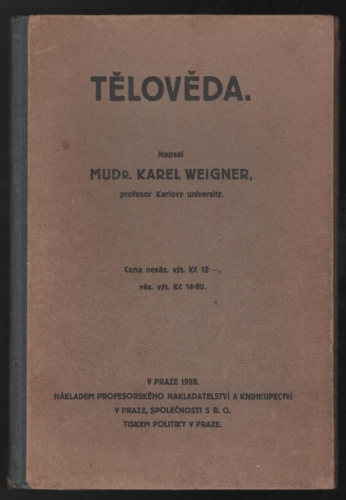 TĚLOVĚDA.
Napsal
MUDR. KAREL WEIGNER,
profesor Karlovy university.
Cena neváz. výt. Kč 12·—,
váz. výt. Kč 14·60.
V PRAZE 1928.
NÁKLADEM PROFESORSKÉHO NAKLADATELSTVÍ A KNIHKUPECTVÍ
V PRAZE, SPOLEČNOSTI S R. O.
TISKEM POLITIKY V PRAZE.